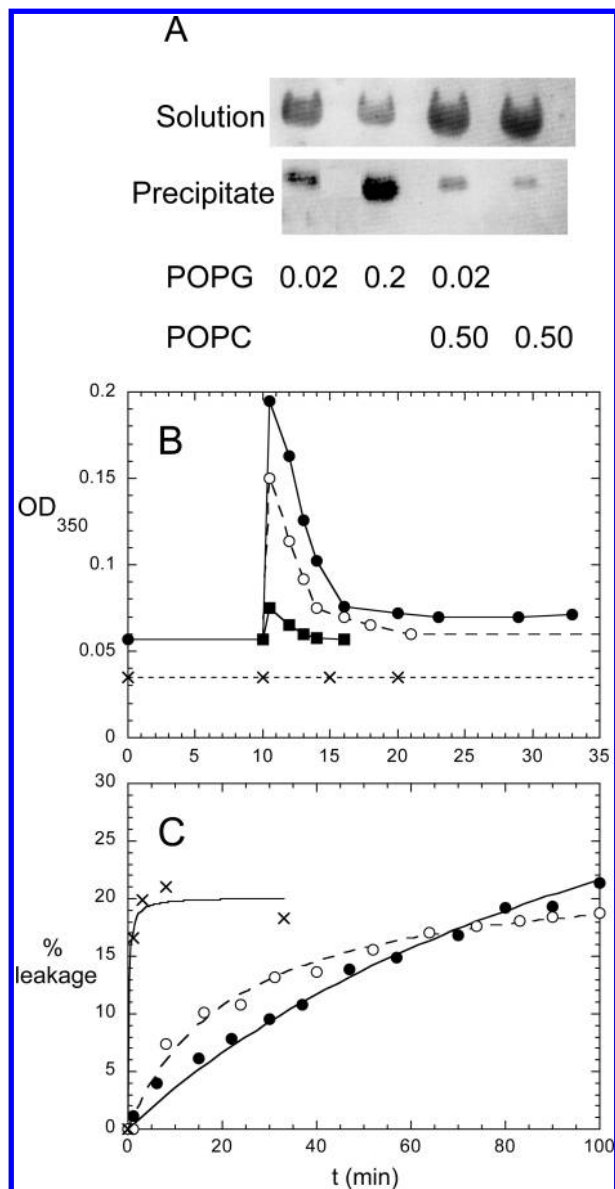 A
Solution
Precipitate
POPG 0.02 0.2 0.02
POPC 0.50 0.50
0.2
B
0.15
OD350
0.1
0.05
0
0 5 10 15 20 25 30 35
30
C
25
20
%
leakage
15
10
5
0
0 20 40 60 80 100
t (min)